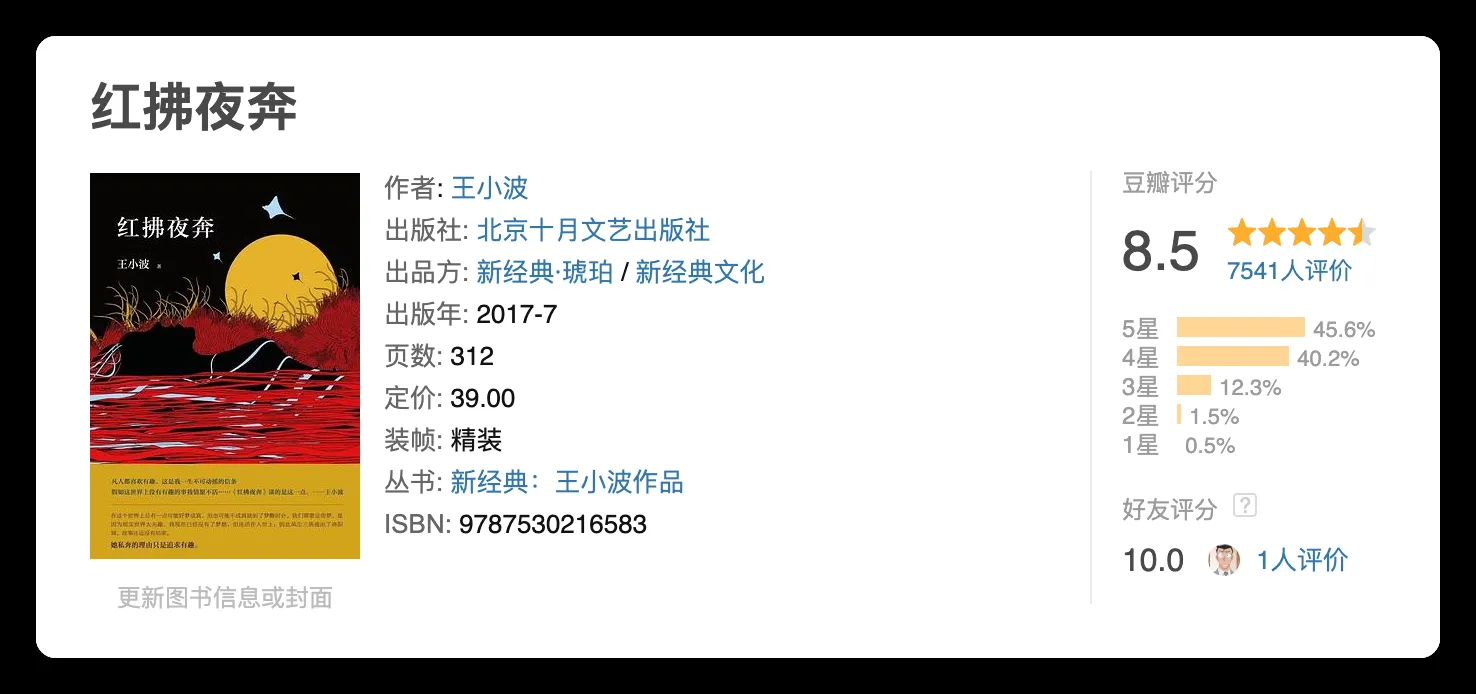 红拂夜奔
红拂夜奔
王小波 著
凡人都喜欢有趣。这是我一生不可动摇的信条
假如这世界上没有有趣的事我情愿不活……《红拂夜奔》谈的是这一点。——王小波
她私奔的理由只是追求有趣。
更新图书信息或封面
作者: 王小波
出版社: 北京十月文艺出版社
出品方: 新经典·琥珀 / 新经典文化
出版年: 2017-7
页数: 312
定价: 39.00
装帧: 精装
丛书: 新经典：王小波作品
ISBN: 9787530216583
豆瓣评分
8.5
7541人评价
5星 45.6%
4星 40.2%
3星 12.3%
2星 1.5%
1星 0.5%
好友评分 ?
10.0 1人评价